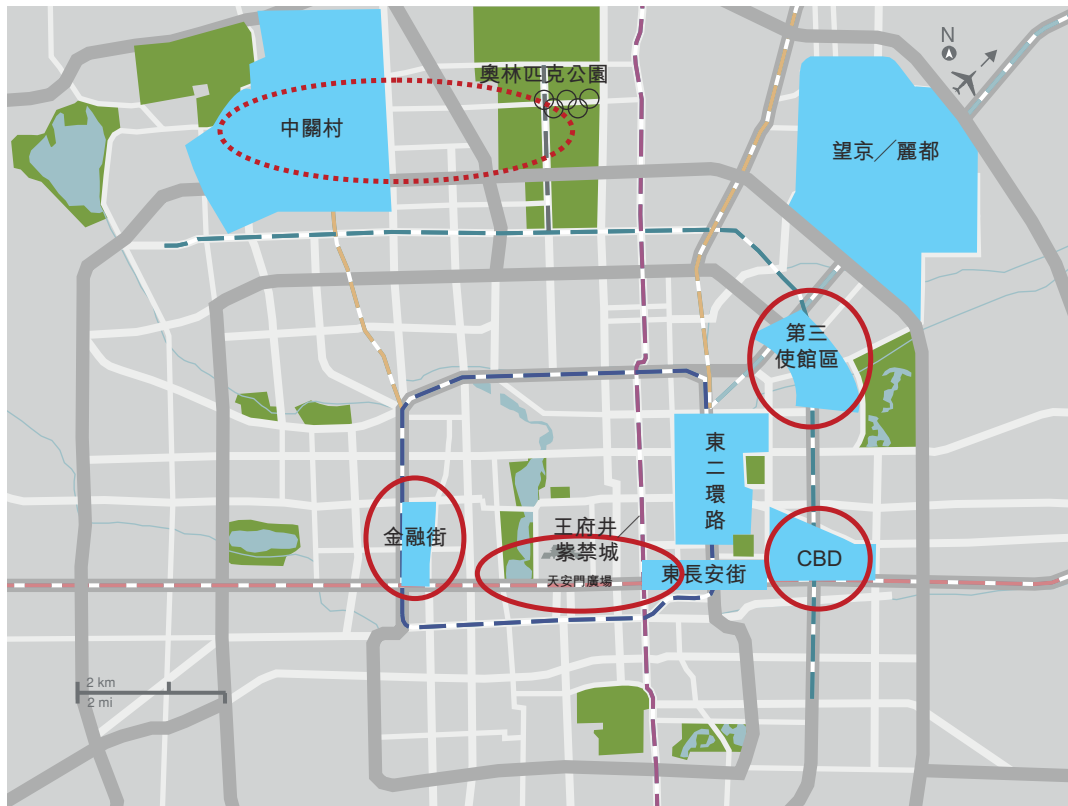 N
奧林匹克公園
中關村
望京／麗都
第三
使館區
東二環路
王府井／
紫禁城
金融街
天安門廣場
東長安街
CBD
2 km
2 mi